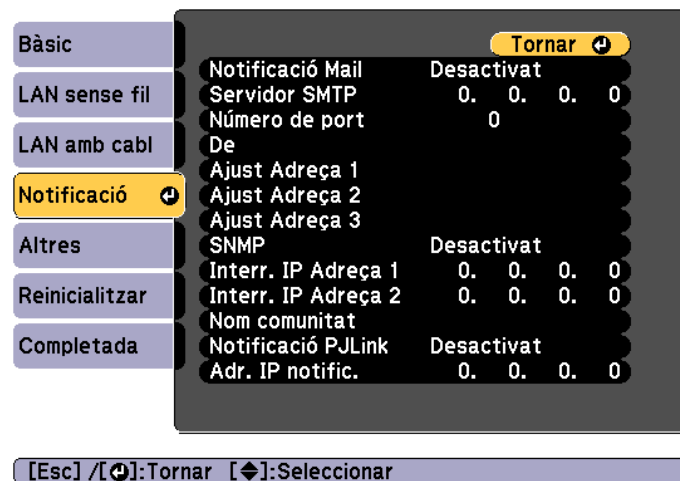 Bàsic
LAN sense fil
LAN amb cabl
Notificació
Altres
Reinicialitzar
Completada
Tornar
Notificació Mail Desactivat
Servidor SMTP 0. 0. 0. 0
Número de port 0
De
Ajust Adreça 1
Ajust Adreça 2
Ajust Adreça 3
SNMP Desactivat
Interr. IP Adreça 1 0. 0. 0. 0
Interr. IP Adreça 2 0. 0. 0. 0
Nom comunitat
Notificació PJLink Desactivat
Adr. IP notific. 0. 0. 0. 0
[Esc] /[⏎]:Tornar [◆]:Seleccionar